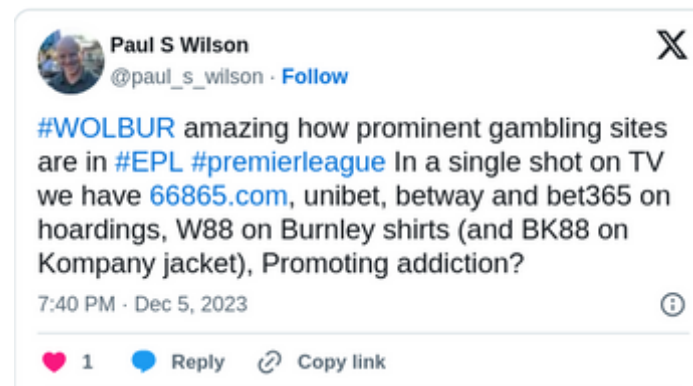 Paul S Wilson
@paul_s_wilson · Follow
#WOLBUR amazing how prominent gambling sites
are in #EPL #premierleague In a single shot on TV
we have 66865.com, unibet, betway and bet365 on
hoardings, W88 on Burnley shirts (and BK88 on
Kompany jacket), Promoting addiction?
7:40 PM · Dec 5, 2023
1 Reply Copy link